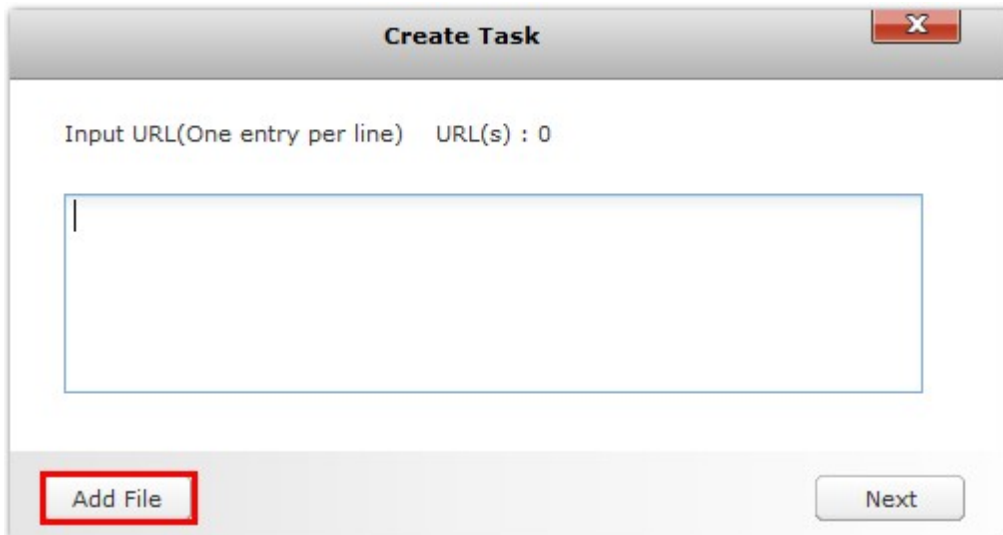 Create Task
X
Input URL(One entry per line) URL(s) : 0
Add File
Next